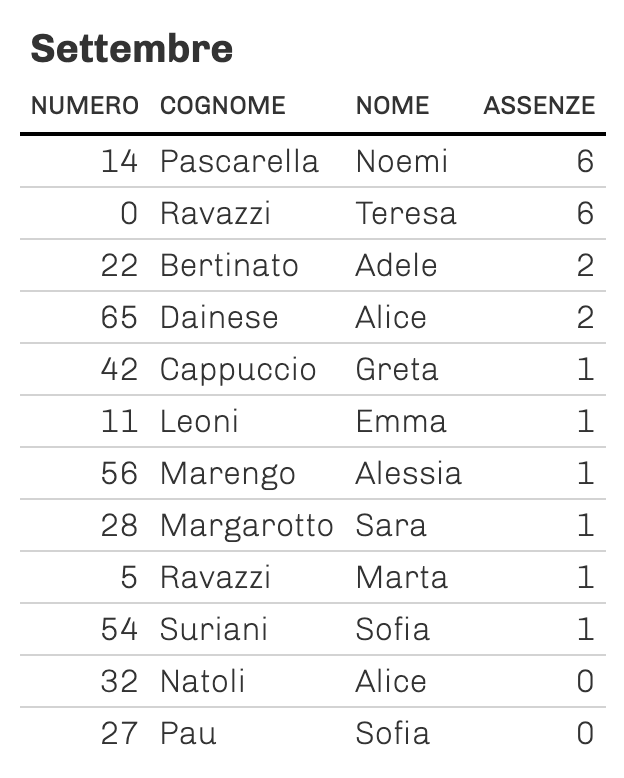 Settembre
NUMERO COGNOME NOME ASSENZE
14 Pascarella Noemi 6
0 Ravazzi Teresa 6
22 Bertinato Adele 2
65 Dainese Alice 2
42 Cappuccio Greta 1
11 Leoni Emma 1
56 Marengo Alessia 1
28 Margarotto Sara 1
5 Ravazzi Marta 1
54 Suriani Sofia 1
32 Natoli Alice 0
27 Pau Sofia 0